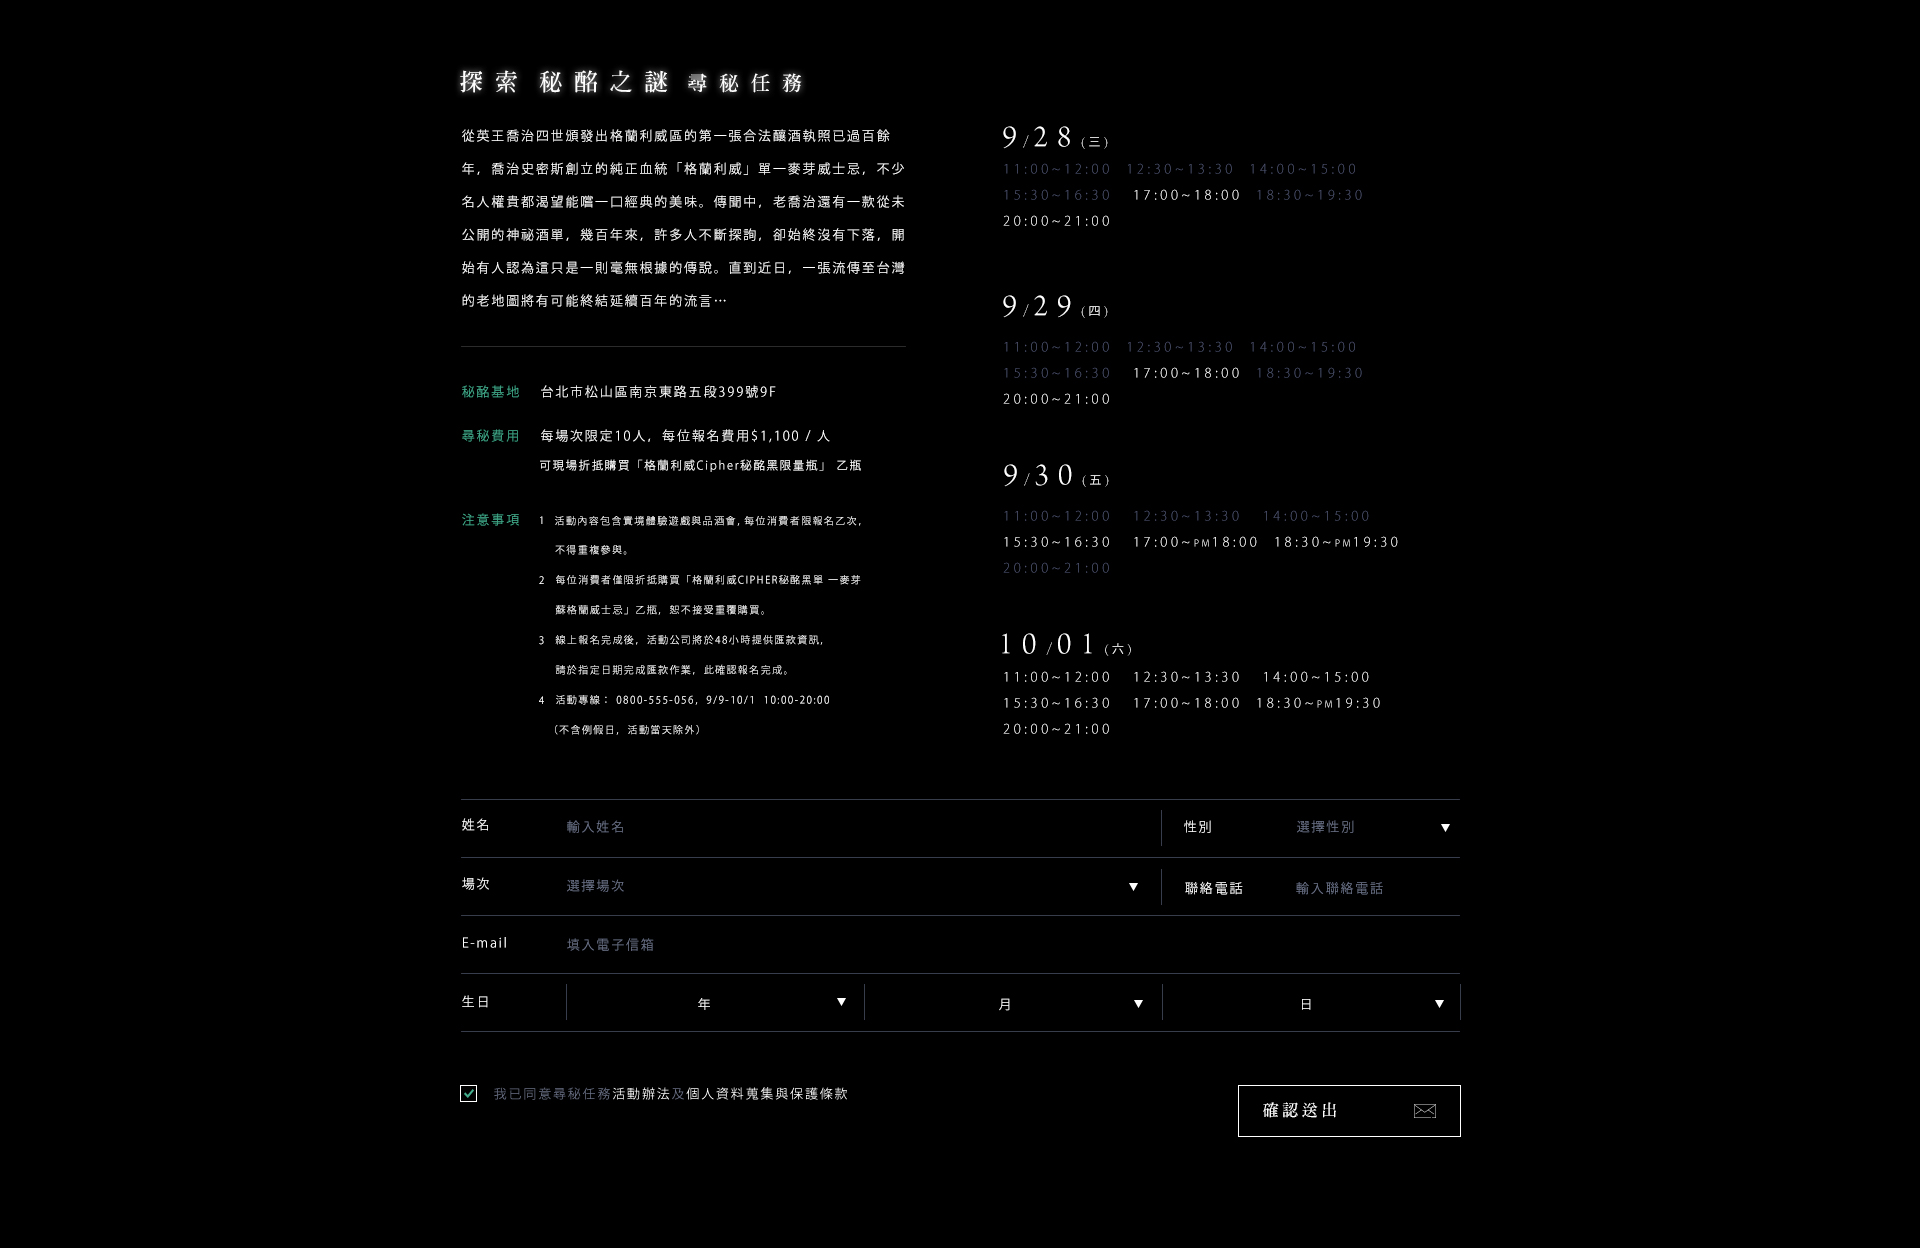 探索 秘酩之謎 尋秘任務
從英王喬治四世頒發出格蘭利威區的第一張合法釀酒執照已過百餘
年，喬治史密斯創立的純正血統「格蘭利威」單一麥芽威士忌，不少
名人權貴都渴望能嚐一口經典的美味。傳聞中，老喬治還有一款從未
公開的神祕酒單，幾百年來，許多人不斷探詢，卻始終沒有下落，開
始有人認為這只是一則毫無根據的傳說。直到近日，一張流傳至台灣
的老地圖將有可能終結延續百年的流言⋯
秘酩基地 台北市松山區南京東路五段399號9F
尋秘費用 每場次限定10人，每位報名費用$1,100 / 人
可現場折抵購買「格蘭利威Cipher秘酩黑限量瓶」 乙瓶
注意事項 1 活動內容包含實境體驗遊戲與品酒會，每位消費者限報名乙次，
不得重複參與。
2 每位消費者僅限折抵購買「格蘭利威CIPHER秘酩黑單 一麥芽
蘇格蘭威士忌」乙瓶，恕不接受重覆購買。
3 線上報名完成後，活動公司將於48小時提供匯款資訊，
請於指定日期完成匯款作業，此確認報名完成。
4 活動專線： 0800-555-056，9/9-10/1 10:00-20:00
（不含例假日，活動當天除外）
9/28 (三)
11:00~12:00 12:30~13:30 14:00~15:00
15:30~16:30 17:00~18:00 18:30~19:30
20:00~21:00
9/29 (四)
11:00~12:00 12:30~13:30 14:00~15:00
15:30~16:30 17:00~18:00 18:30~19:30
20:00~21:00
9/30 (五)
11:00~12:00 12:30~13:30 14:00~15:00
15:30~16:30 17:00~PM18:00 18:30~PM19:30
20:00~21:00
10/01 (六)
11:00~12:00 12:30~13:30 14:00~15:00
15:30~16:30 17:00~18:00 18:30~PM19:30
20:00~21:00
姓名 輸入姓名 性別 選擇性別
場次 選擇場次 聯絡電話 輸入聯絡電話
E-mail 填入電子信箱
生日 年 月 日
我已同意尋秘任務活動辦法及個人資料蒐集與保護條款
確認送出